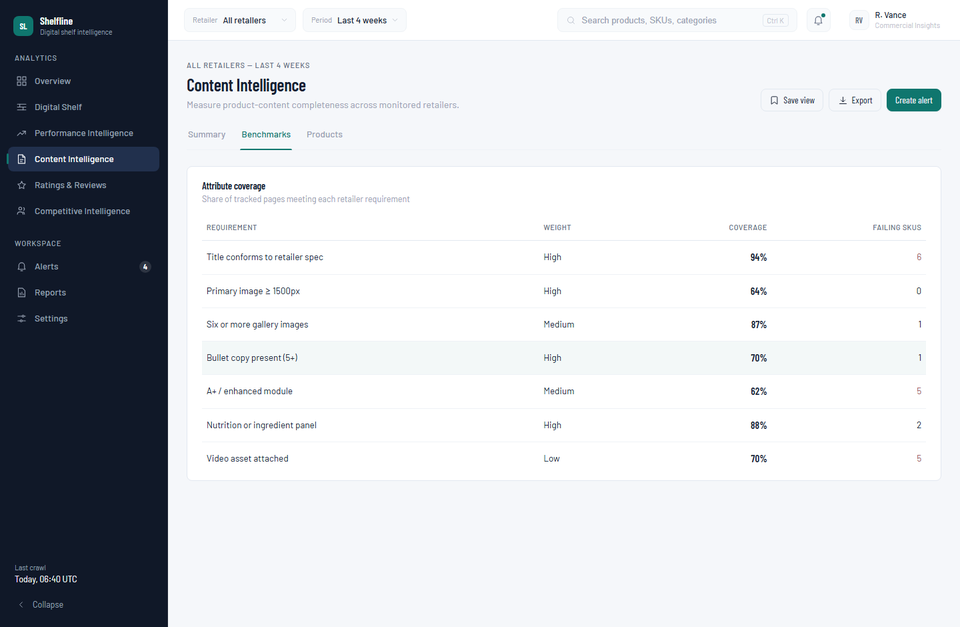 SL
Shelfline
Digital shelf intelligence
ANALYTICS
Overview
Digital Shelf
Performance Intelligence
Content Intelligence
Ratings & Reviews
Competitive Intelligence
WORKSPACE
Alerts 4
Reports
Settings
Last crawl
Today, 06:40 UTC
Collapse
Retailer All retailers
Period Last 4 weeks
Search products, SKUs, categories Ctrl K
RV
R. Vance
Commercial Insights
ALL RETAILERS — LAST 4 WEEKS
Content Intelligence
Measure product-content completeness across monitored retailers.
Save view
Export
Create alert
Summary Benchmarks Products
Attribute coverage
Share of tracked pages meeting each retailer requirement
REQUIREMENT WEIGHT COVERAGE FAILING SKUS
Title conforms to retailer spec High 94% 6
Primary image ≥ 1500px High 64% 0
Six or more gallery images Medium 87% 1
Bullet copy present (5+) High 70% 1
A+ / enhanced module Medium 62% 5
Nutrition or ingredient panel High 88% 2
Video asset attached Low 70% 5